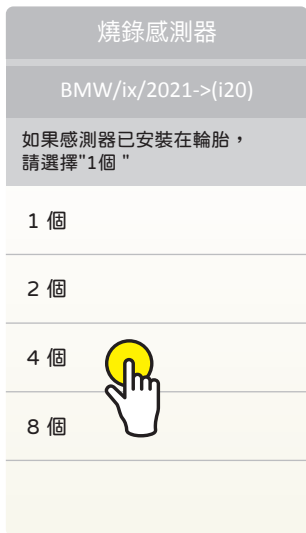 燒錄感測器
BMW/ix/2021->(i20)
如果感測器已安裝在輪胎，
請選擇"1個 "
1 個
2 個
4 個
8 個